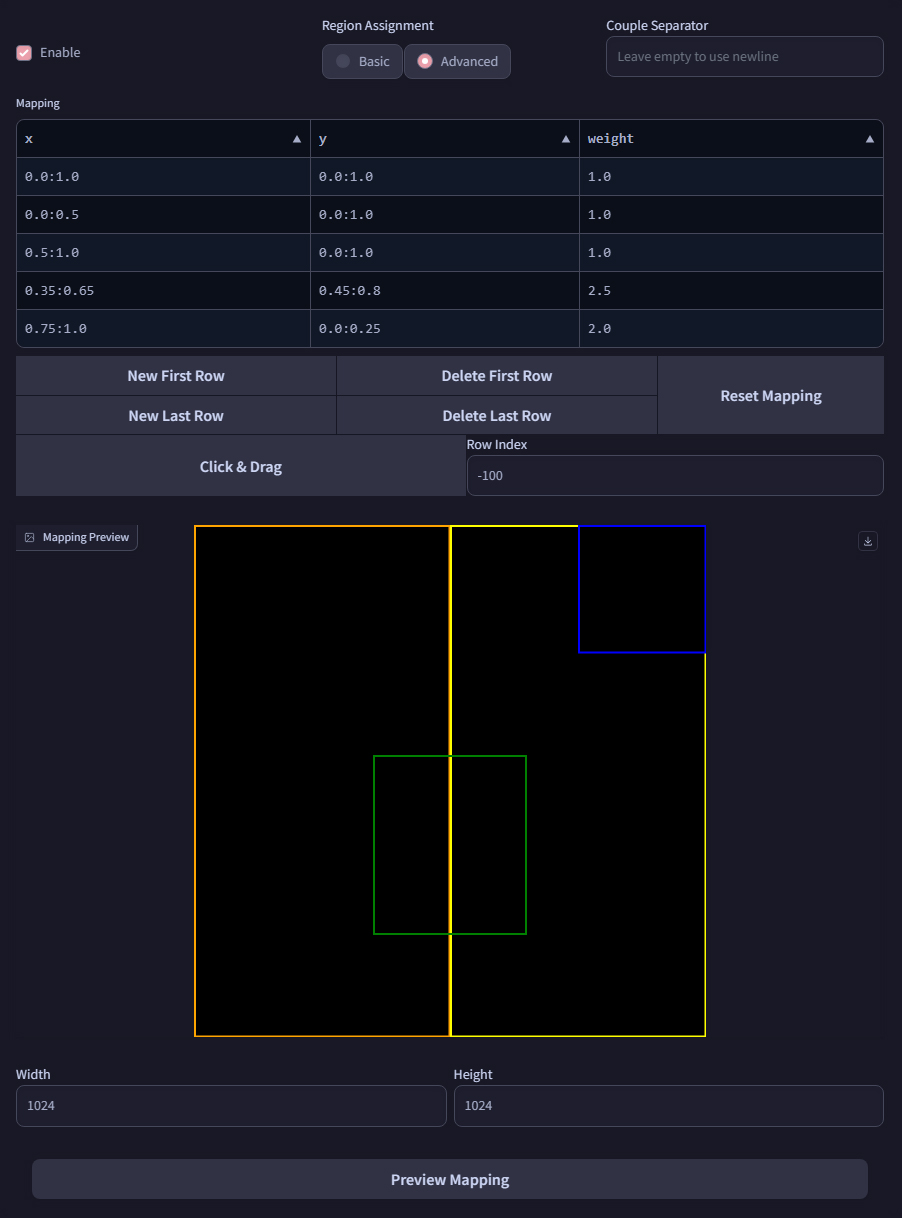 Enable
Region Assignment
Basic
Advanced
Couple Separator
Leave empty to use newline
Mapping
x ▲ y ▲ weight ▲
0.0:1.0 0.0:1.0 1.0
0.0:0.5 0.0:1.0 1.0
0.5:1.0 0.0:1.0 1.0
0.35:0.65 0.45:0.8 2.5
0.75:1.0 0.0:0.25 2.0
New First Row
Delete First Row
Reset Mapping
New Last Row
Delete Last Row
Click & Drag
Row Index
-100
Mapping Preview
Width
1024
Height
1024
Preview Mapping